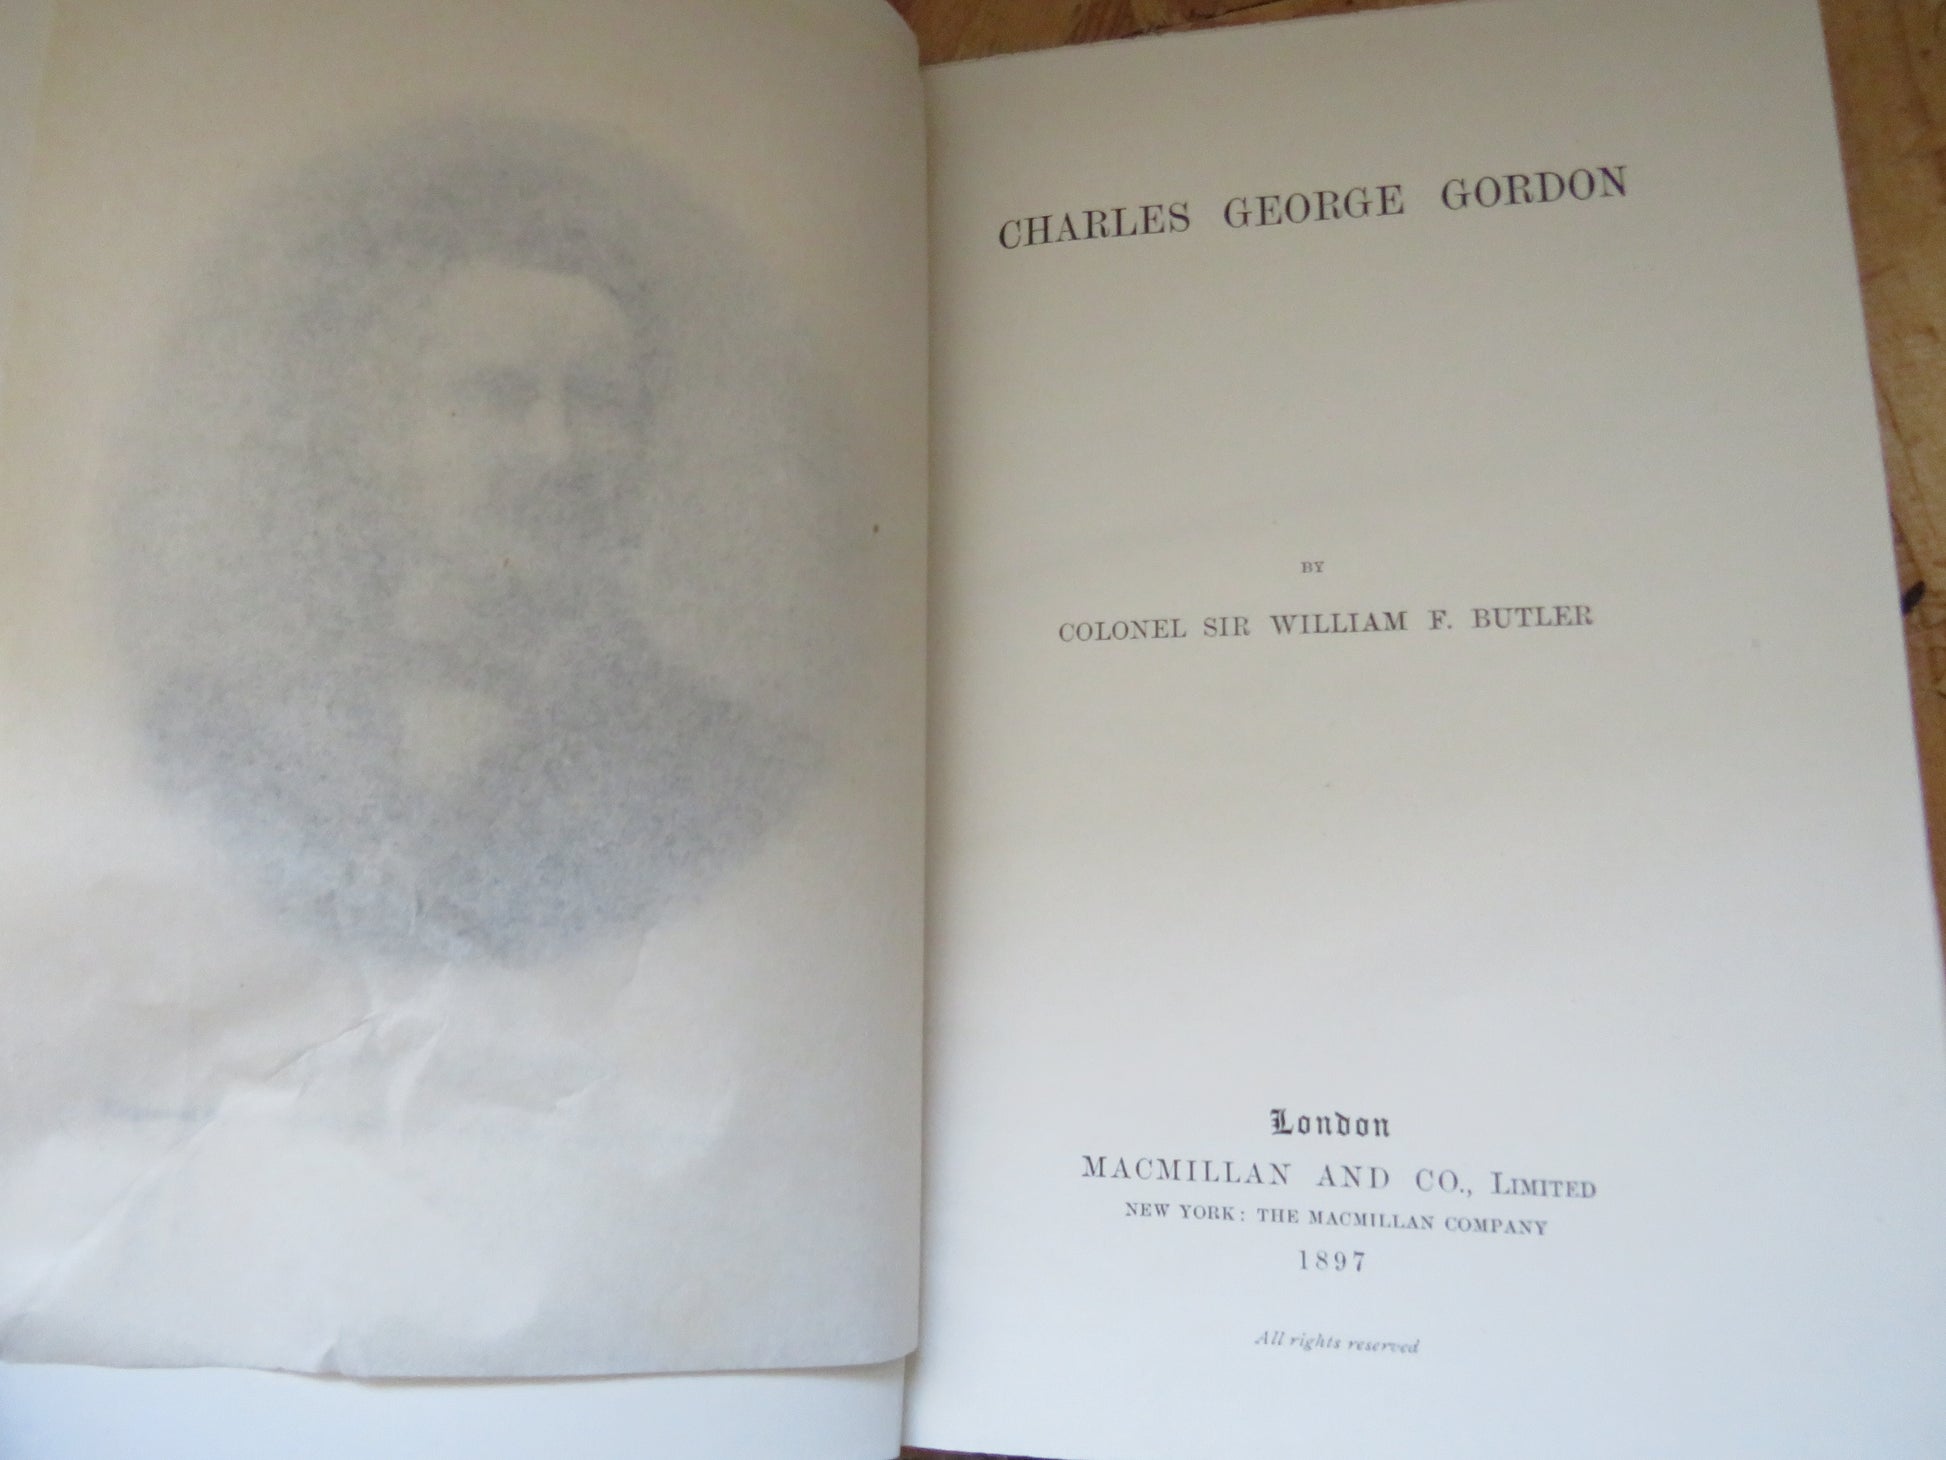 CHARLES GEORGE GORDON
BY
COLONEL SIR WILLIAM F. BUTLER
London
MACMILLAN AND CO., LIMITED
NEW YORK: THE MACMILLAN COMPANY
1897
All rights reserved